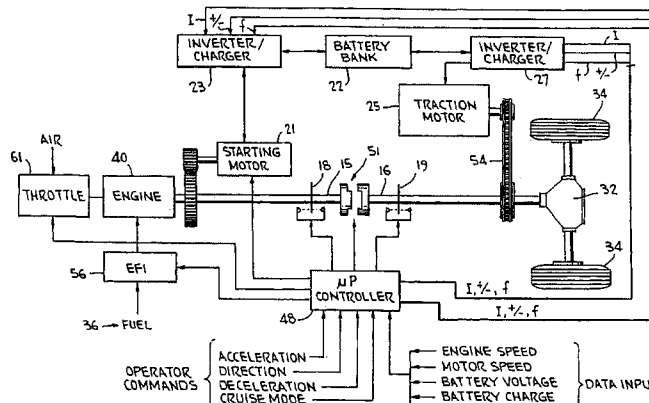 I +/- f
INVERTER/
CHARGER
23
BATTERY
BANK
22
INVERTER/
CHARGER
27
I
+/-
f
25
TRACTION
MOTOR
34
21
STARTING
MOTOR
18
15
51
16
19
54
32
AIR
61
THROTTLE
40
ENGINE
56
EFI
36 → FUEL
34
μP
CONTROLLER
48
I, +/-, f
I, +/-, f
OPERATOR
COMMANDS
ACCELERATION
DIRECTION
DECELERATION
CRUISE MODE
ENGINE SPEED
MOTOR SPEED
BATTERY VOLTAGE
BATTERY CHARGE
DATA INPU